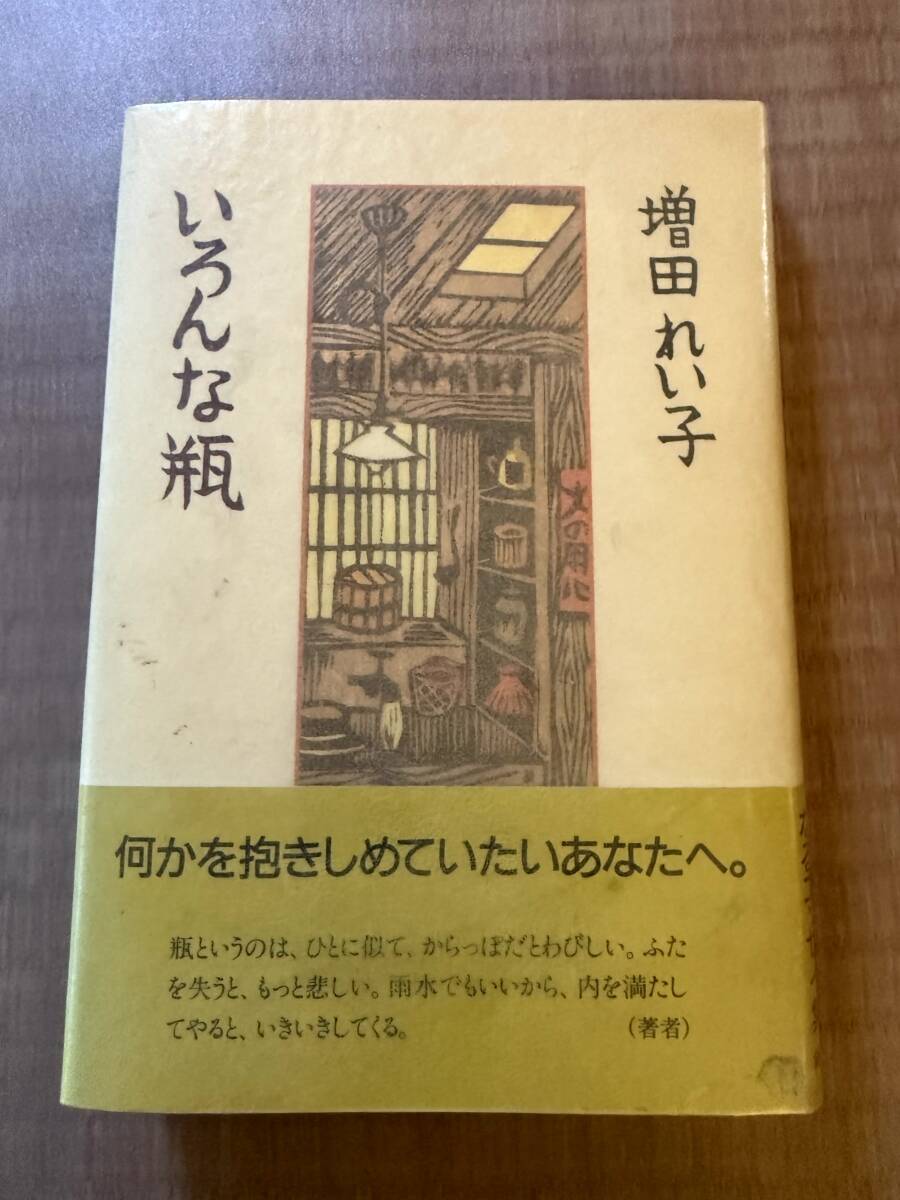 増田れい子
いろんな瓶
火の用心
何かを抱きしめていたいあなたへ。
瓶というのは、ひとに似て、からっぽだとわびしい。ふた
を失うと、もっと悲しい。雨水でもいいから、内を満たし
てやると、いきいきしてくる。 (著者)